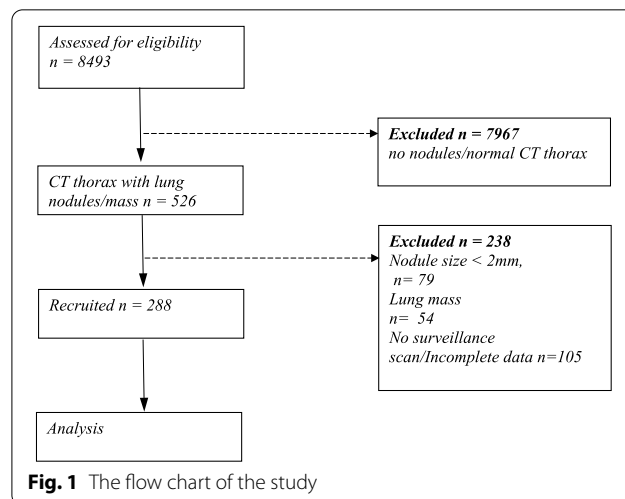 Assessed for eligibility
n = 8493
Excluded n = 7967
no nodules/normal CT thorax
CT thorax with lung
nodules/mass n = 526
Excluded n = 238
Nodule size < 2mm,
n= 79
Lung mass
n= 54
No surveillance
scan/Incomplete data n=105
Recruited n = 288
Analysis
Fig. 1 The flow chart of the study